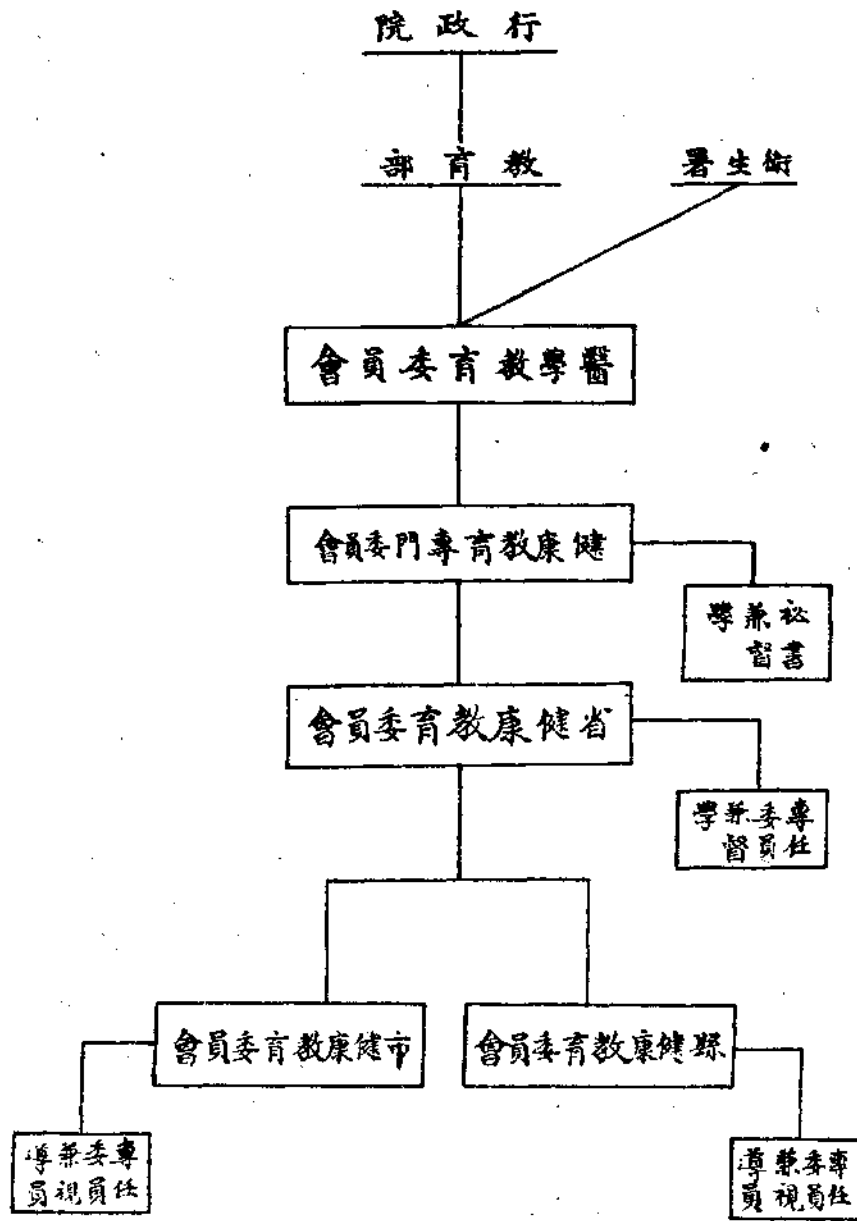 行政院
衛生署
教育部
醫學教育委員會
健康教育專門委員會
祕書
兼督
學
省健康教育委員會
專任
委員
兼督
學
縣健康教育委員會
市健康教育委員會
專任
委員
兼視
導員
專任
委員
兼視
導員